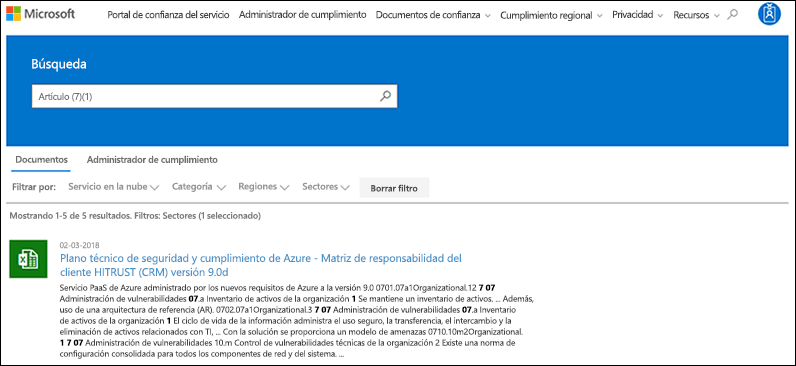 Microsoft Portal de confianza del servicio Administrador de cumplimiento Documentos de confianza Cumplimiento regional Privacidad Recursos
Búsqueda
Artículo (7)(1)
Documentos Administrador de cumplimiento
Filtrar por: Servicio en la nube Categoría Regiones Sectores Borrar filtro
Mostrando 1-5 de 5 resultados. Filtros: Sectores (1 seleccionado)
02-03-2018
Plano técnico de seguridad y cumplimiento de Azure - Matriz de responsabilidad del
cliente HITRUST (CRM) versión 9.0d
Servicio PaaS de Azure administrado por los nuevos requisitos de Azure a la versión 9.0 0701.07a1Organizational.12 7 07
Administración de vulnerabilidades 07.a Inventario de activos de la organización 1 Se mantiene un inventario de activos. ... Además,
uso de una arquitectura de referencia (AR). 0702.07a1Organizational.3 7 07 Administración de vulnerabilidades 07.a Inventario
de activos de la organización 1 El ciclo de vida de la información administra el uso seguro, la transferencia, el intercambio y la
eliminación de activos relacionados con TI, ... Con la solución se proporciona un modelo de amenazas 0710.10m2Organizational.
1 7 07 Administración de vulnerabilidades 10.m Control de vulnerabilidades técnicas de la organización 2 Existe una norma de
configuración consolidada para todos los componentes de red y del sistema. ...